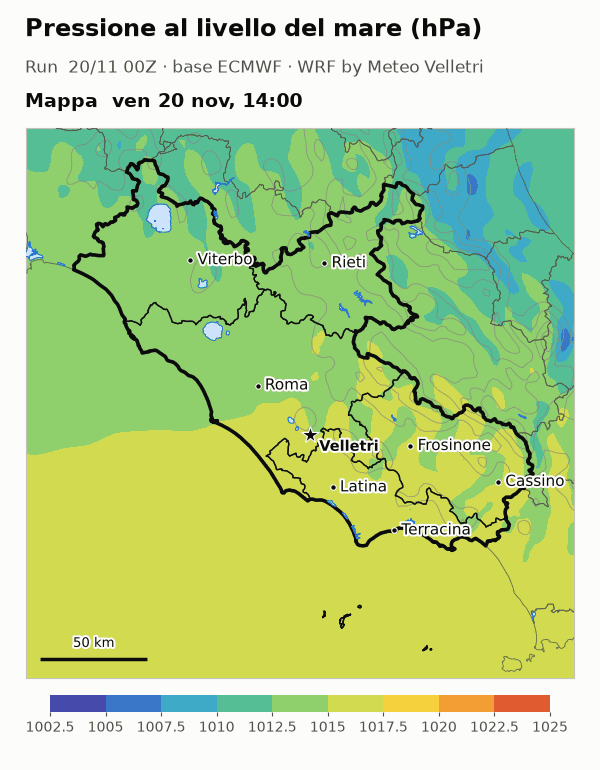 Pressione al livello del mare (hPa)
Run  20/11 00Z · base ECMWF · WRF by Meteo Velletri
Mappa  ven 20 nov, 14:00
Viterbo
Rieti
Roma
Velletri
Frosinone
Cassino
Latina
Terracina
50 km
1002.5 1005 1007.5 1010 1012.5 1015 1017.5 1020 1022.5 1025